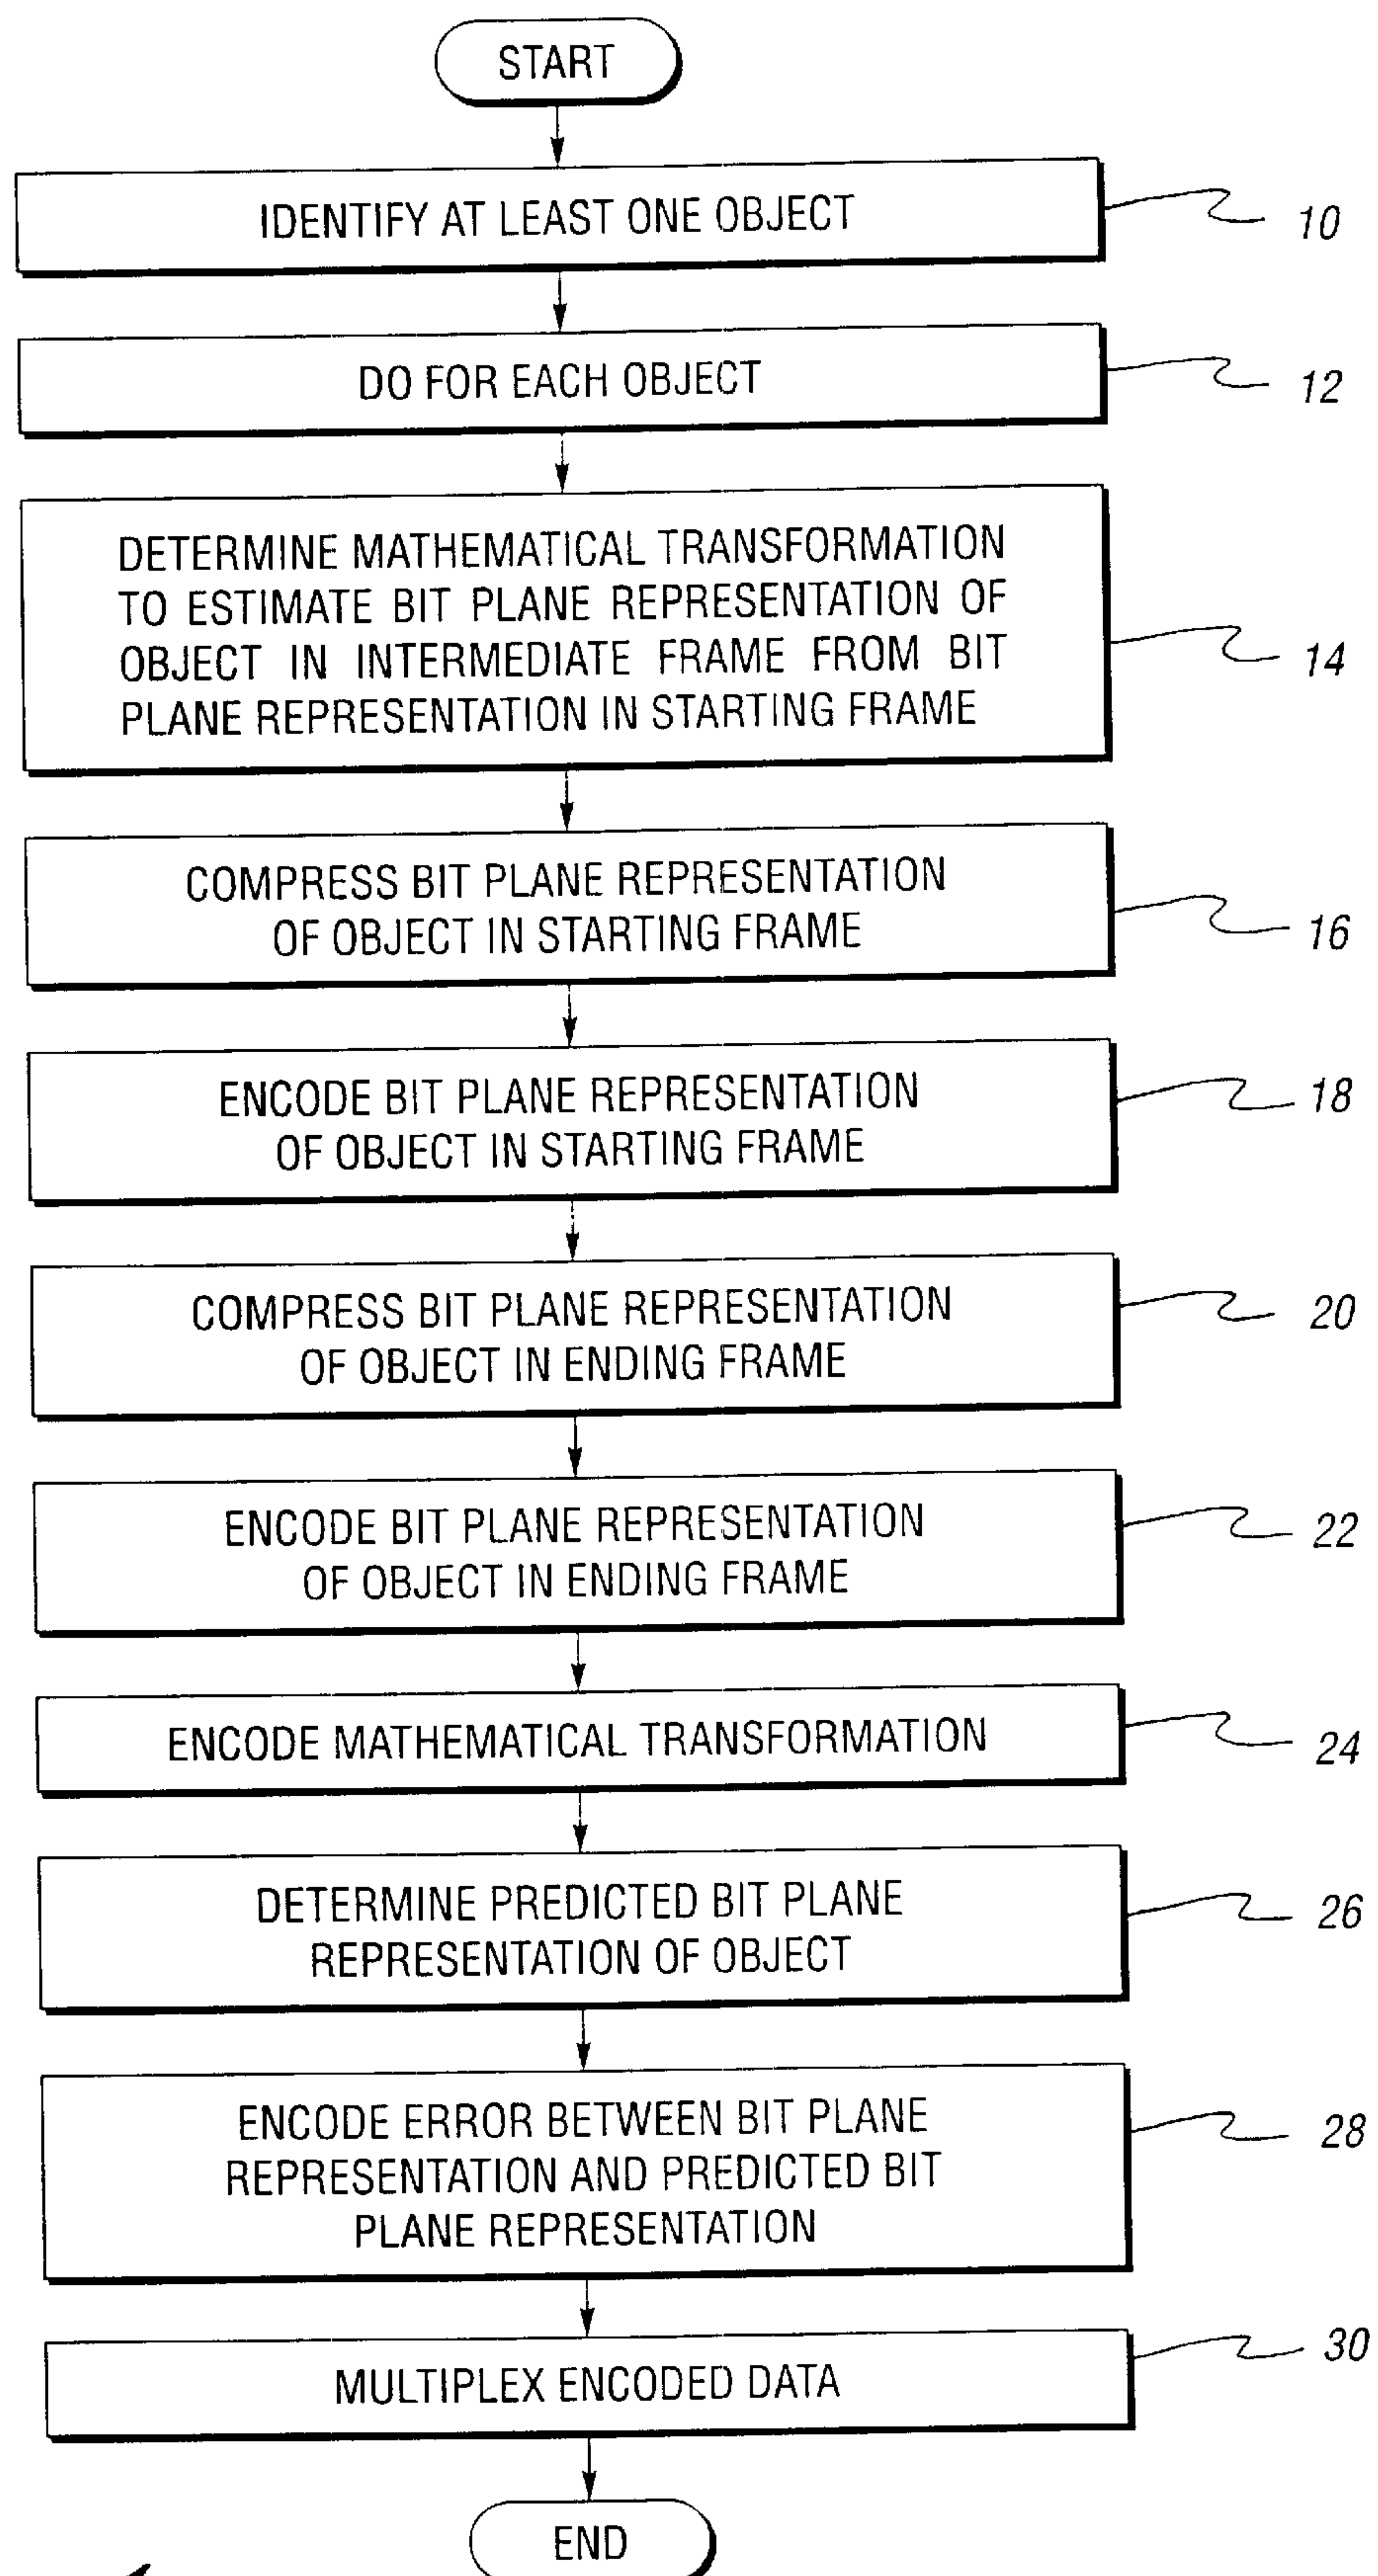 START
IDENTIFY AT LEAST ONE OBJECT
10
DO FOR EACH OBJECT
12
DETERMINE MATHEMATICAL TRANSFORMATION
TO ESTIMATE BIT PLANE REPRESENTATION OF
OBJECT IN INTERMEDIATE FRAME FROM BIT
PLANE REPRESENTATION IN STARTING FRAME
14
COMPRESS BIT PLANE REPRESENTATION
OF OBJECT IN STARTING FRAME
16
ENCODE BIT PLANE REPRESENTATION
OF OBJECT IN STARTING FRAME
18
COMPRESS BIT PLANE REPRESENTATION
OF OBJECT IN ENDING FRAME
20
ENCODE BIT PLANE REPRESENTATION
OF OBJECT IN ENDING FRAME
22
ENCODE MATHEMATICAL TRANSFORMATION
24
DETERMINE PREDICTED BIT PLANE
REPRESENTATION OF OBJECT
26
ENCODE ERROR BETWEEN BIT PLANE
REPRESENTATION AND PREDICTED BIT
PLANE REPRESENTATION
28
MULTIPLEX ENCODED DATA
30
END